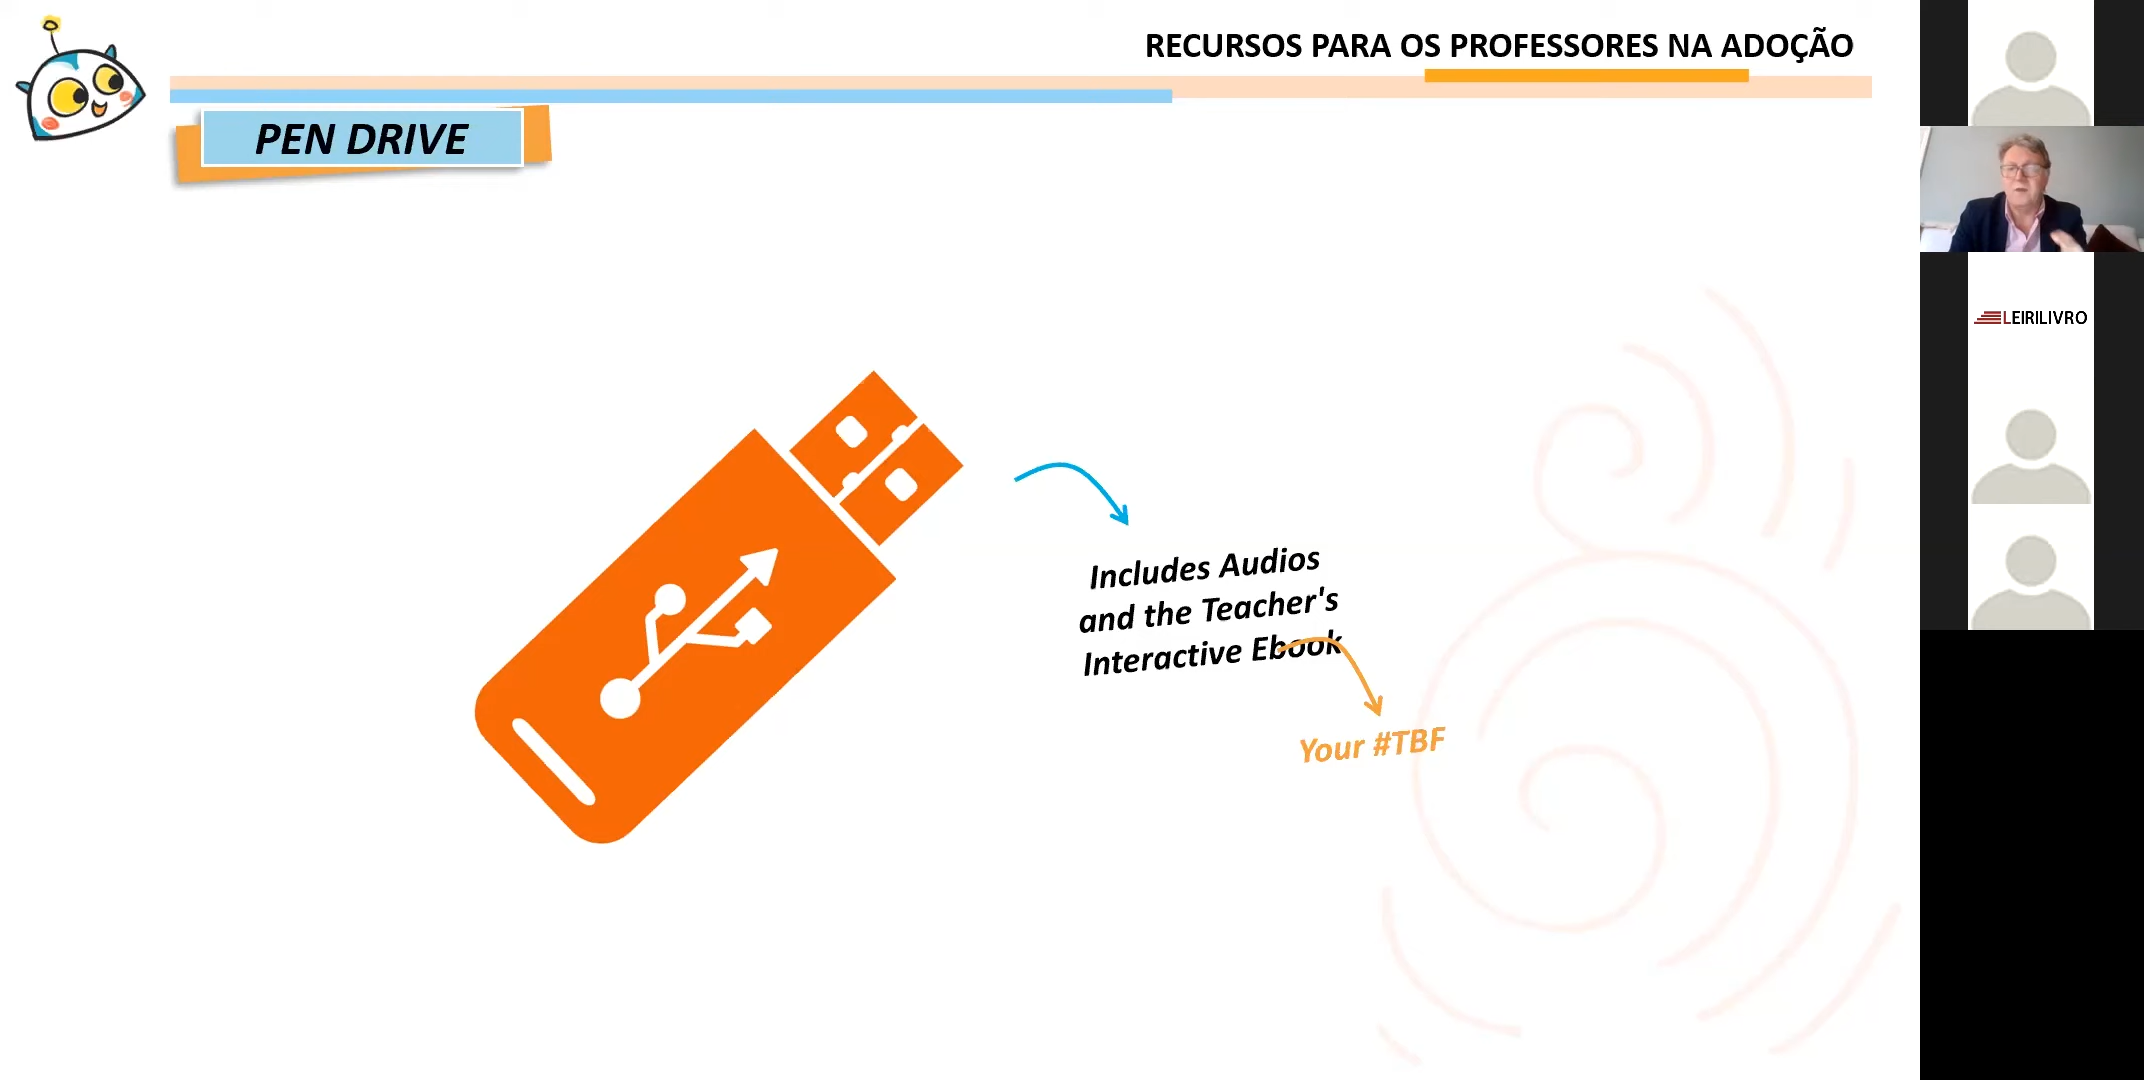 RECURSOS PARA OS PROFESSORES NA ADOÇÃO
PEN DRIVE
Includes Audios
and the Teacher's
Interactive Ebook
Your #TBF
LEIRILIVRO